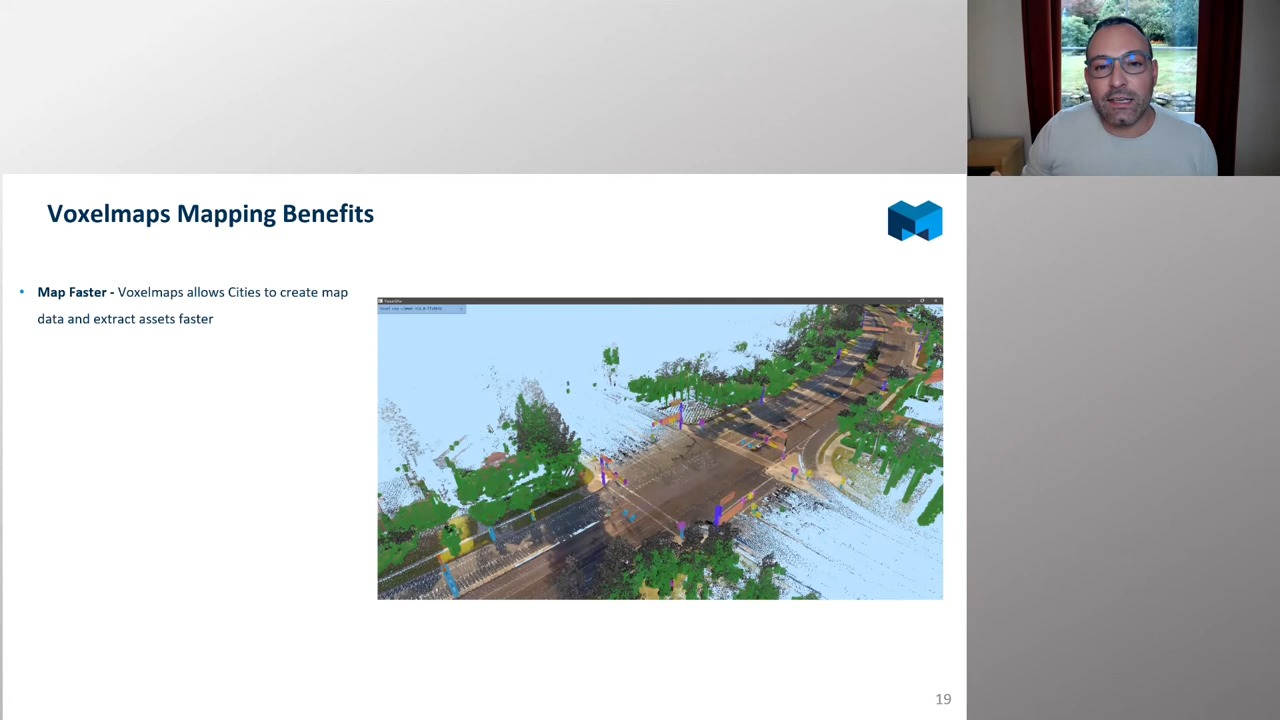 Voxelmaps Mapping Benefits
• Map Faster - Voxelmaps allows Cities to create map
data and extract assets faster
19